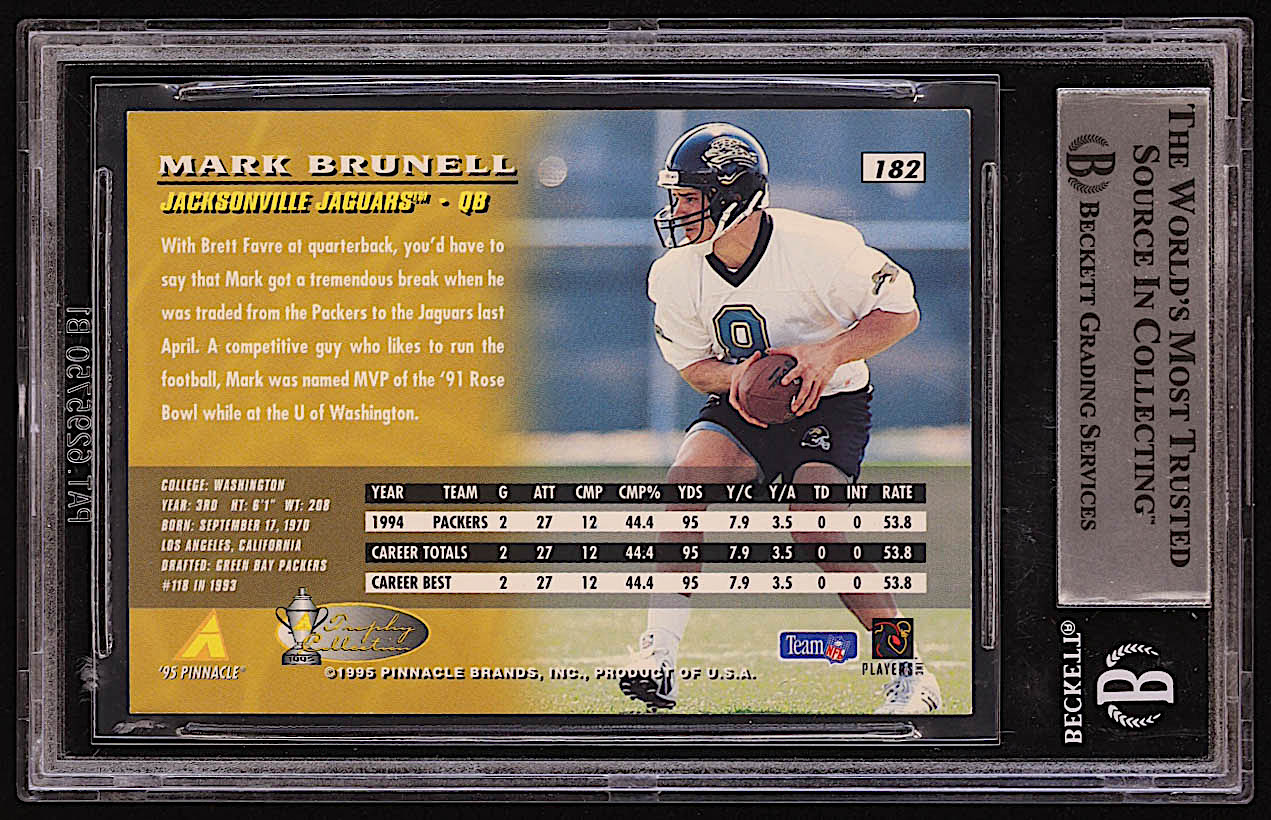 MARK BRUNELL
JACKSONVILLE JAGUARS™ - QB
182
With Brett Favre at quarterback, you'd have to
say that Mark got a tremendous break when he
was traded from the Packers to the Jaguars last
April. A competitive guy who likes to run the
football, Mark was named MVP of the '91 Rose
Bowl while at the U of Washington.
COLLEGE: WASHINGTON
YEAR: 3RD HT: 6'1" WT: 208
BORN: SEPTEMBER 17, 1970
LOS ANGELES, CALIFORNIA
DRAFTED: GREEN BAY PACKERS
#118 IN 1993
YEAR TEAM G ATT CMP CMP% YDS Y/C Y/A TD INT RATE
1994 PACKERS 2 27 12 44.4 95 7.9 3.5 0 0 53.8
CAREER TOTALS 2 27 12 44.4 95 7.9 3.5 0 0 53.8
CAREER BEST 2 27 12 44.4 95 7.9 3.5 0 0 53.8
8
'95 PINNACLE®
Trophy
Collection
1995
Team NFL
PLAYERS INC
©1995 PINNACLE BRANDS, INC., PRODUCT OF U.S.A.
THE WORLD'S MOST TRUSTED
SOURCE IN COLLECTING™
B BECKETT GRADING SERVICES
BECKETT®
B
PAT. 6295750 B1